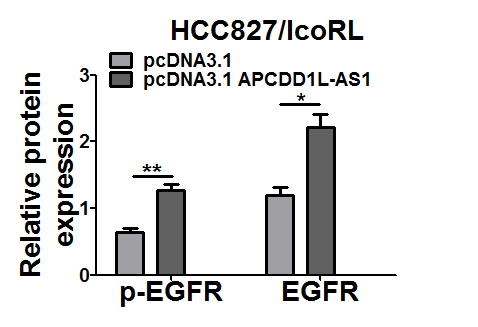 HCC827/IcoRL
pcDNA3.1
pcDNA3.1 APCDD1L-AS1
Relative protein
expression
3
2
1
0
**
*
p-EGFR
EGFR